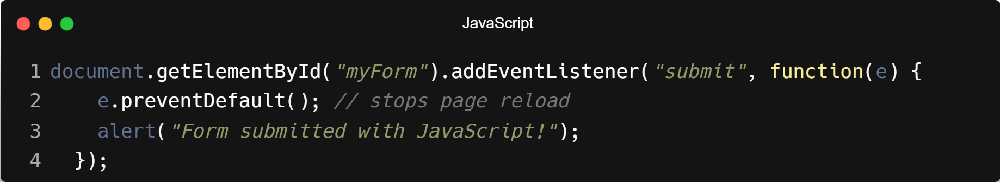 JavaScript
1 document.getElementById("myForm").addEventListener("submit", function(e) {
2     e.preventDefault(); // stops page reload
3     alert("Form submitted with JavaScript!");
4   });